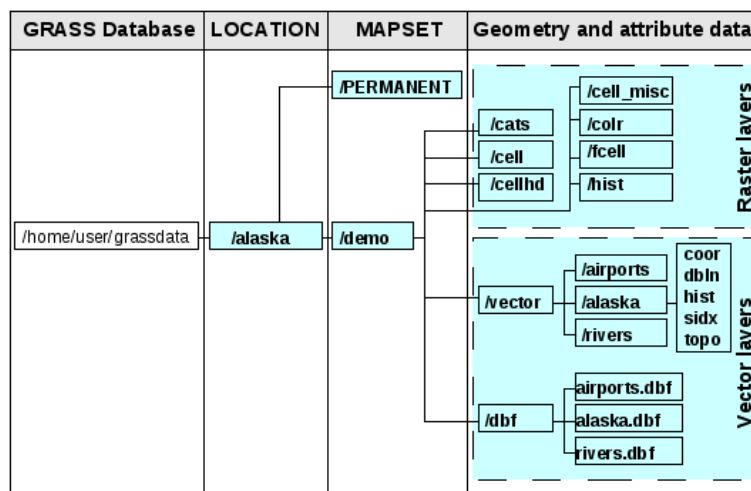 GRASS Database
LOCATION
MAPSET
Geometry and attribute data
/home/user/grassdata
/alaska
/PERMANENT
/demo
/cats
/cell
/cellhd
/cell_misc
/colr
/fcell
/hist
Raster layers
/vector
/airports
/alaska
/rivers
coor
dbln
hist
sidx
topo
/dbf
airports.dbf
alaska.dbf
rivers.dbf
Vector layers